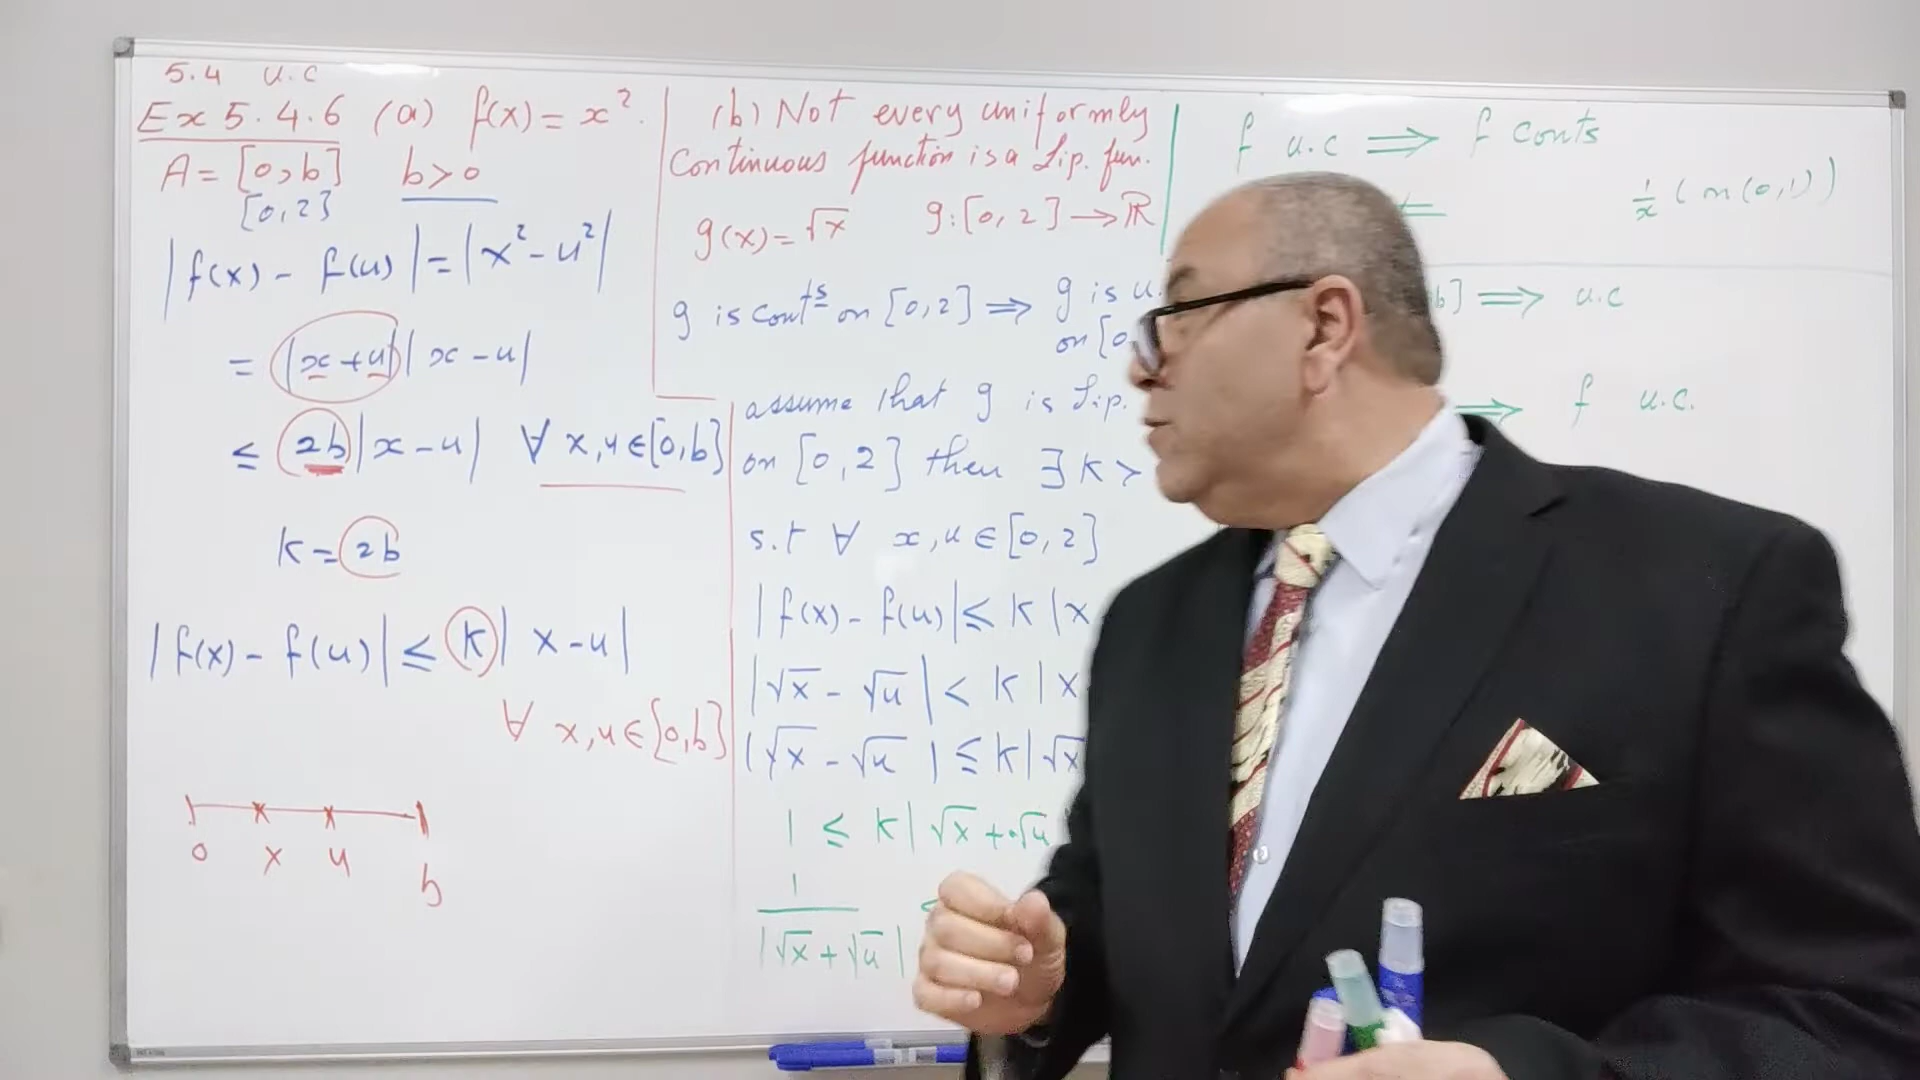 5.4 u.c
Ex 5.4.6 (a) f(x) = x².
A = [0,b] b>0
[0,2]
|f(x) - f(u)| = |x² - u²|
= |x+u| |x-u|
≤ 2b |x-u| ∀ x,u∈[0,b]
K = 2b
|f(x) - f(u)| ≤ K | x-u|
∀ x,u∈[0,b]
0 x u b
(b) Not every uniformly
Continuous function is a Lip. fun.
g(x) = √x g:[0,2] → ℝ
g is conts on [0,2] ⇒ g is u.
on [0
assume that g is Lip.
on [0,2] then ∃ K >
s.t ∀ x,u ∈ [0,2]
|f(x) - f(u)| ≤ K |x
|√x - √u| < K |x
|√x - √u | ≤ K |√x
1 ≤ K | √x + √u
1
|√x + √u|
f u.c ⇒ f conts
⇐ 1/x (on (0,1))
b] ⇒ u.c
⇒ f u.c.